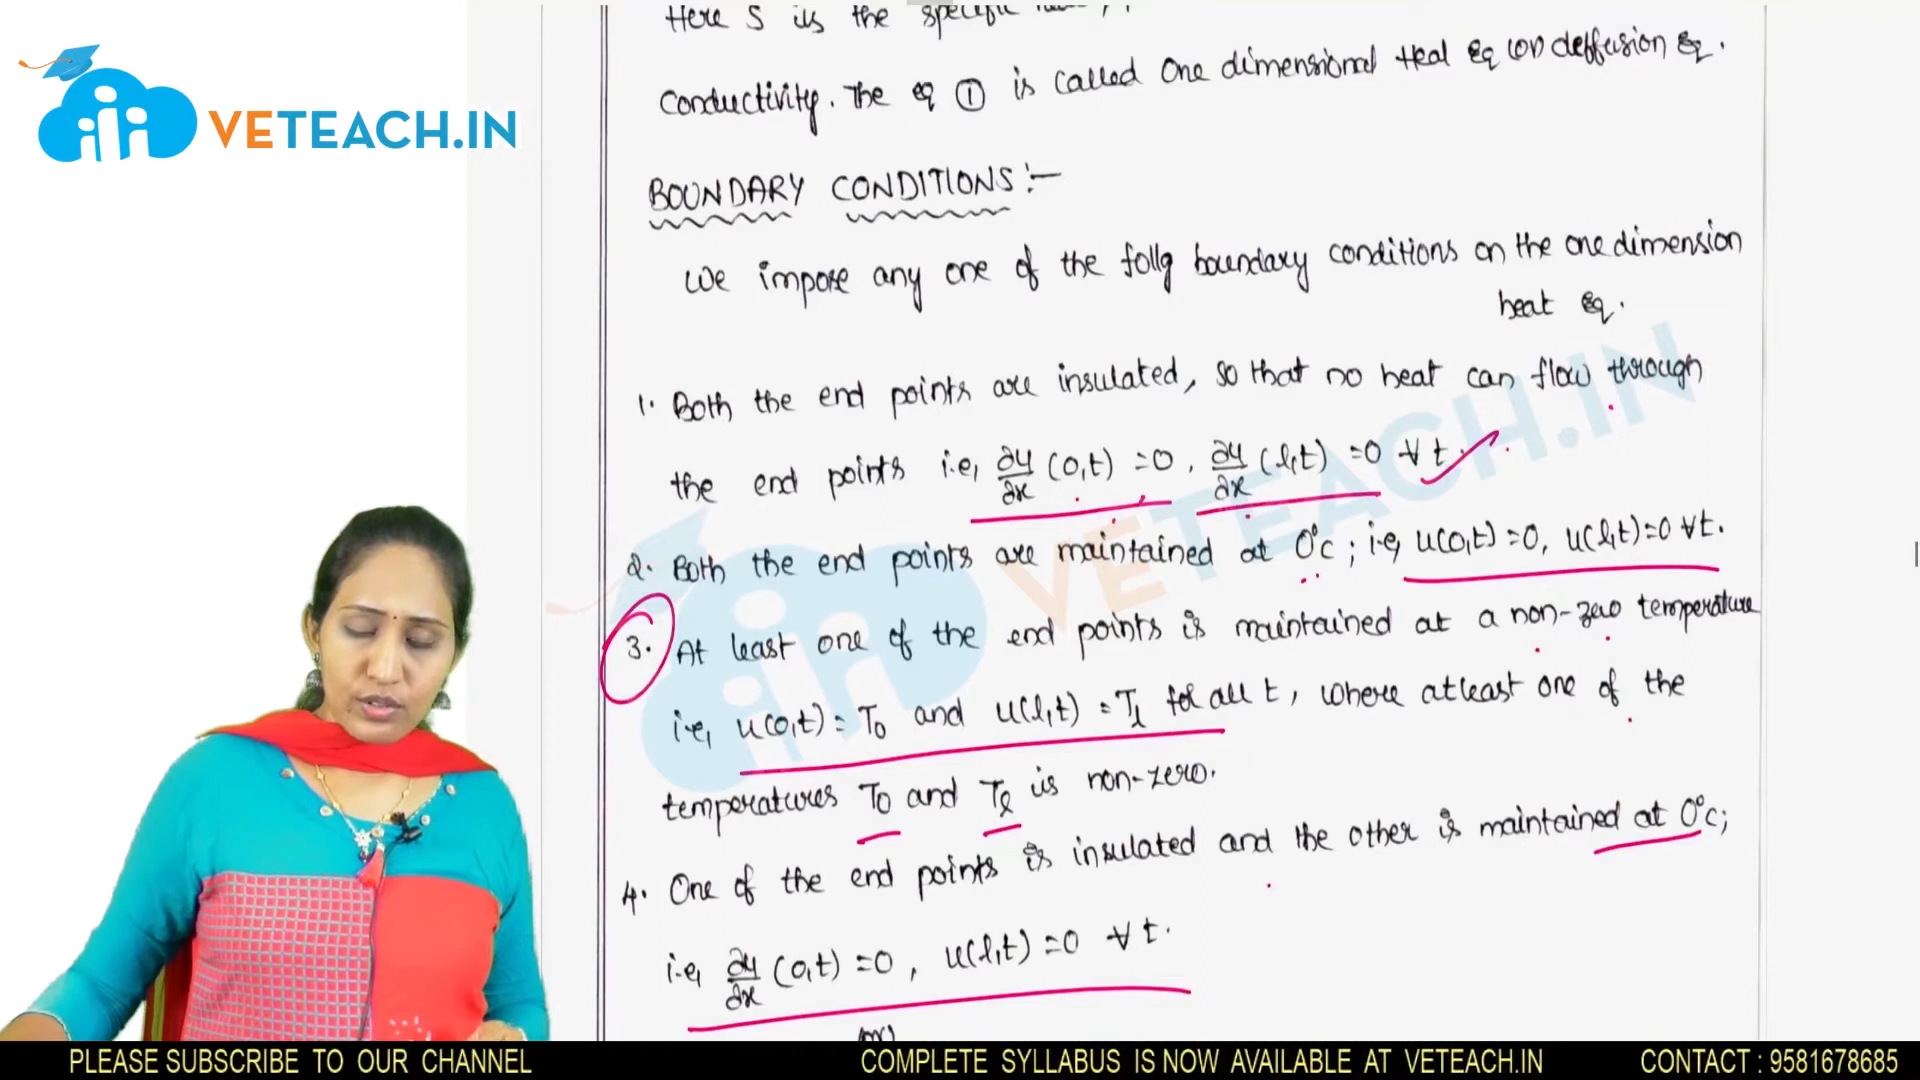 Here S is the specific
Conductivity. The eq ① is called One dimensional Heat Eq (or) deffusion Eq.
BOUNDARY CONDITIONS :-
We impose any one of the follg boundary conditions on the one dimension
heat Eq.
1. Both the end points are insulated, so that no heat can flow through
the end points i.e, ∂u/∂x (0,t) = 0, ∂u/∂x (l,t) = 0 ∀ t.
2. Both the end points are maintained at 0°c; i.e, u(0,t) = 0, u(l,t) = 0 ∀ t.
3. At least one of the end points is maintained at a non-zero temperature
i.e, u(0,t) = T₀ and u(l,t) = Tₗ for all t, where atleast one of the
temperatures T₀ and Tₗ is non-zero.
4. One of the end points is insulated and the other is maintained at 0°c;
i.e, ∂u/∂x (0,t) = 0, u(l,t) = 0 ∀ t.
VETEACH.IN
VETEACH.IN
PLEASE SUBSCRIBE TO OUR CHANNEL
COMPLETE SYLLABUS IS NOW AVAILABLE AT VETEACH.IN
CONTACT : 9581678685